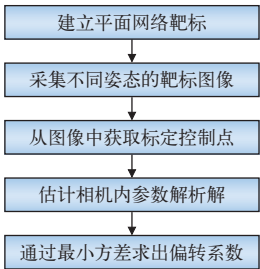 建立平面网络靶标
采集不同姿态的靶标图像
从图像中获取标定控制点
估计相机内参数解析解
通过最小方差求出偏转系数